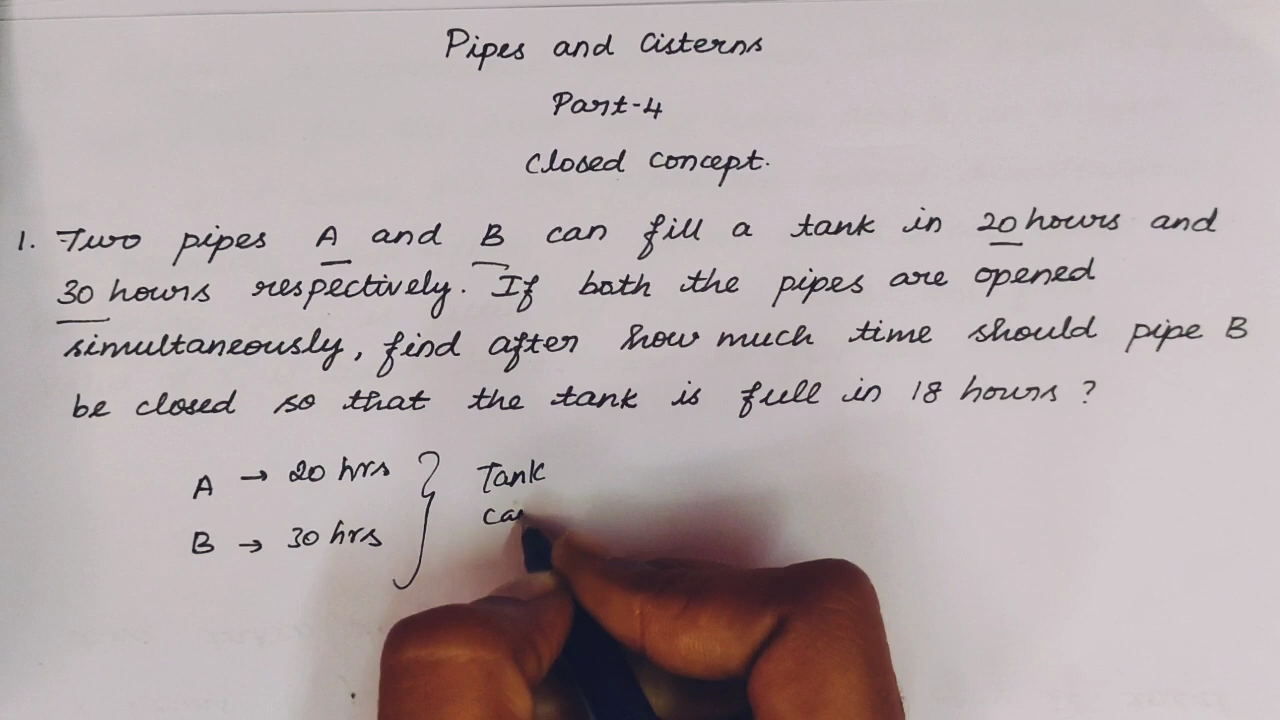 Pipes and Cisterns
Part-4
Closed concept.
1. Two pipes A and B can fill a tank in 20 hours and
30 hours respectively. If both the pipes are opened
simultaneously, find after how much time should pipe B
be closed so that the tank is full in 18 hours ?
A → 20 hrs } Tank
B → 30 hrs